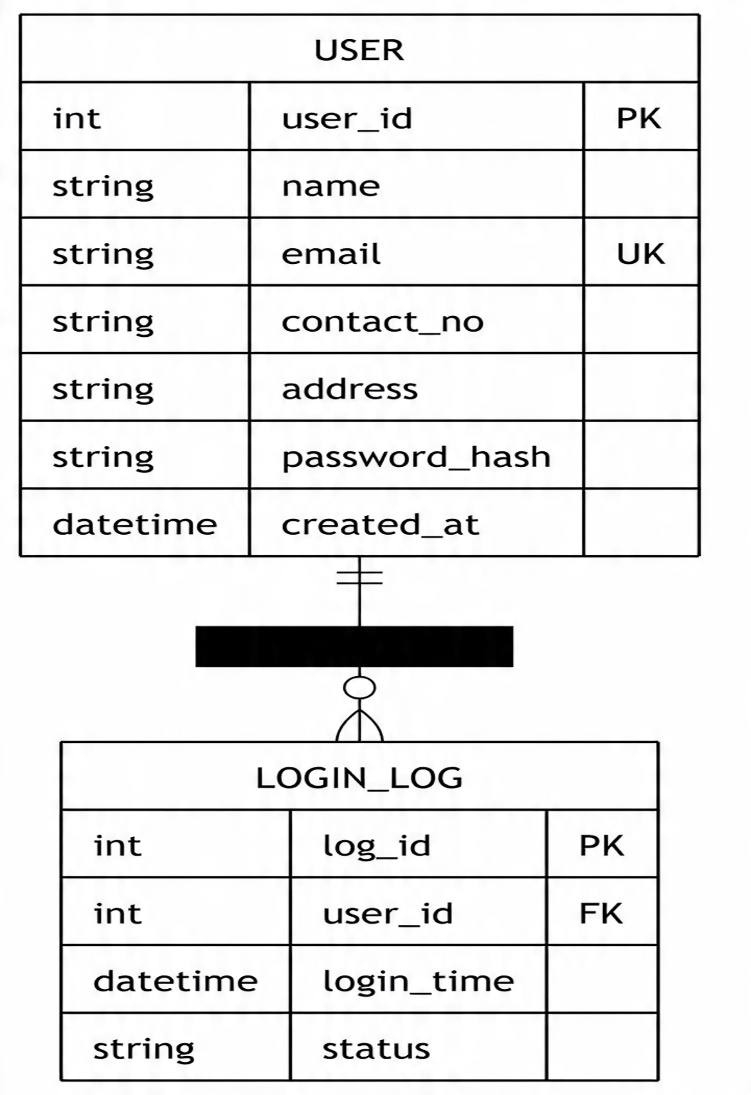 USER
int user_id PK
string name
string email UK
string contact_no
string address
string password_hash
datetime created_at
LOGIN_LOG
int log_id PK
int user_id FK
datetime login_time
string status